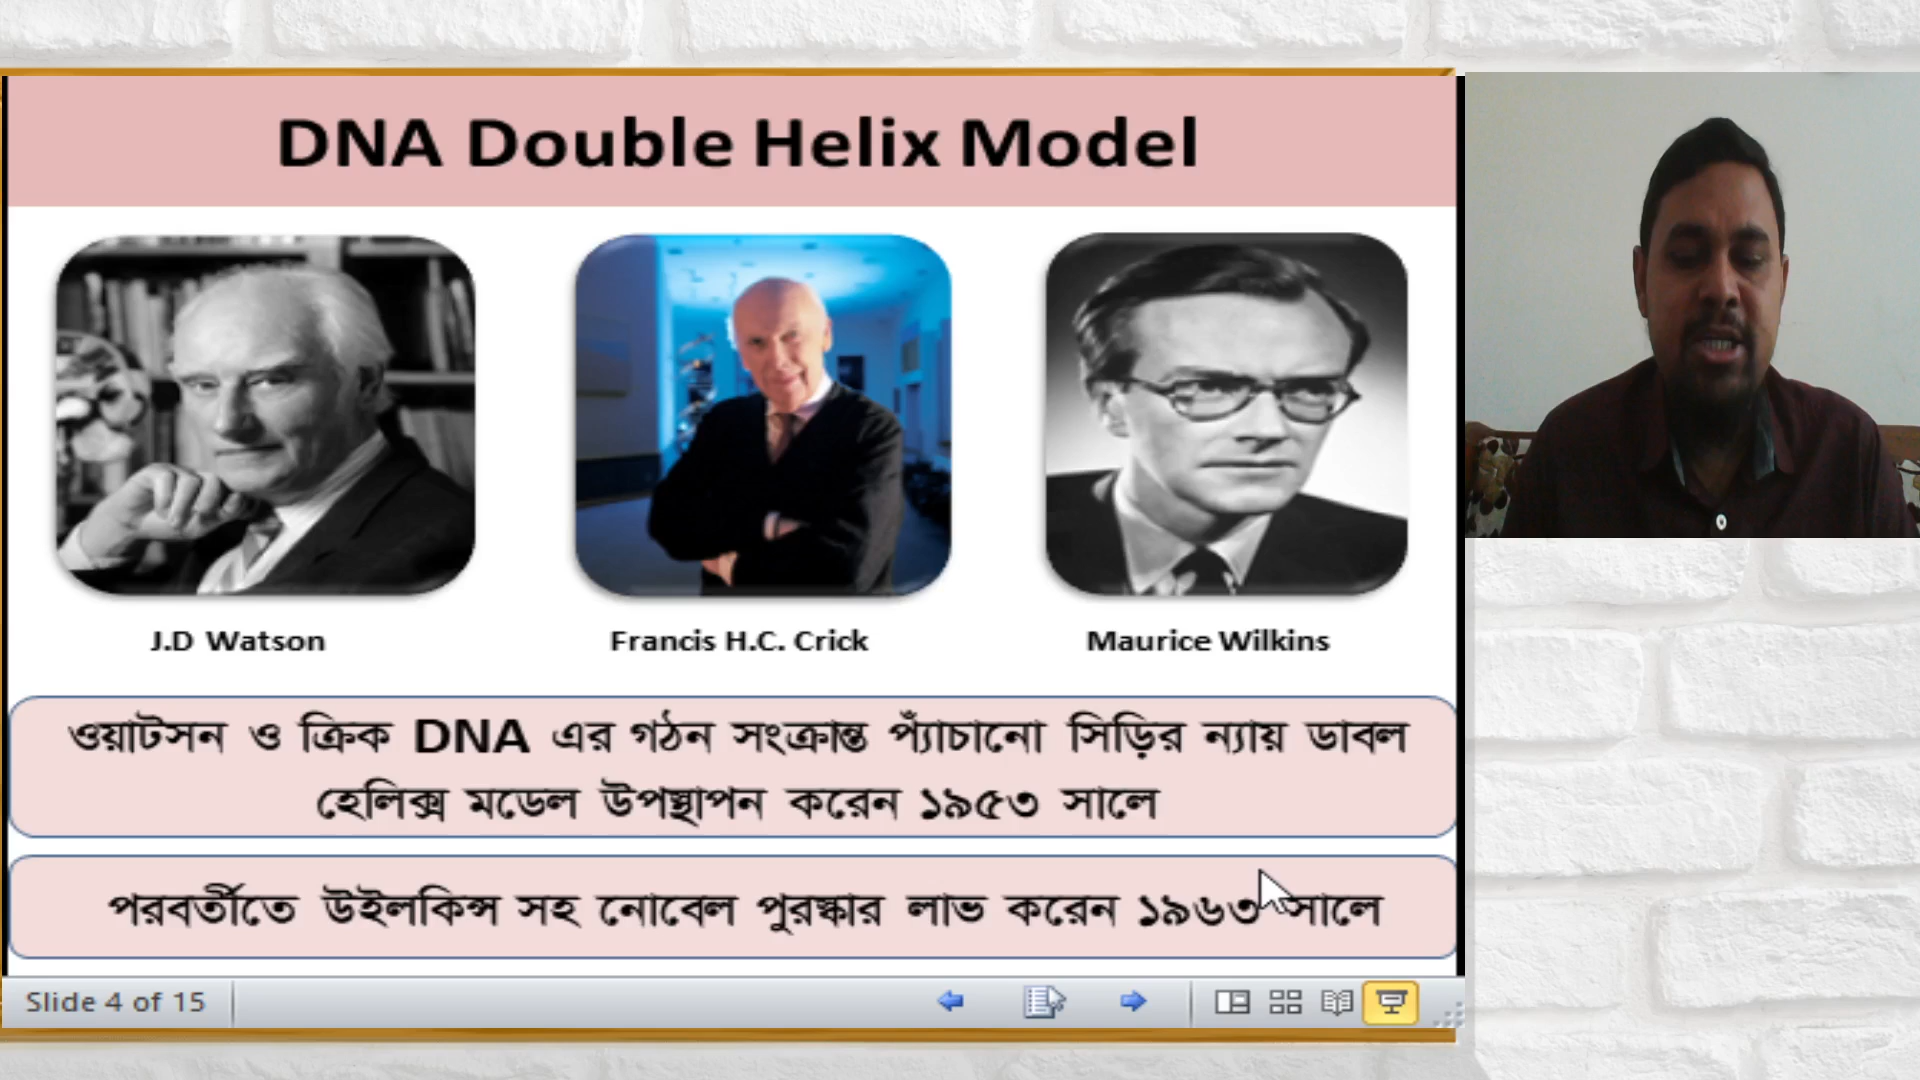 DNA Double Helix Model
J.D Watson
Francis H.C. Crick
Maurice Wilkins
ওয়াটসন ও ক্রিক DNA এর গঠন সংক্রান্ত প্যাঁচানো সিড়ির ন্যায় ডাবল
হেলিক্স মডেল উপস্থাপন করেন ১৯৫৩ সালে
পরবর্তীতে উইলকিন্স সহ নোবেল পুরষ্কার লাভ করেন ১৯৬৩ সালে
Slide 4 of 15